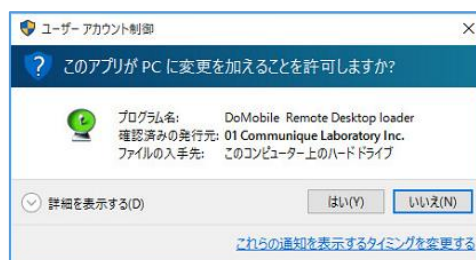 ユーザー アカウント制御
このアプリが PC に変更を加えることを許可しますか?
プログラム名: DoMobile Remote Desktop loader
確認済みの発行元: 01 Communique Laboratory Inc.
ファイルの入手先: このコンピューター上のハード ドライブ
詳細を表示する(D) はい(Y) いいえ(N)
これらの通知を表示するタイミングを変更する